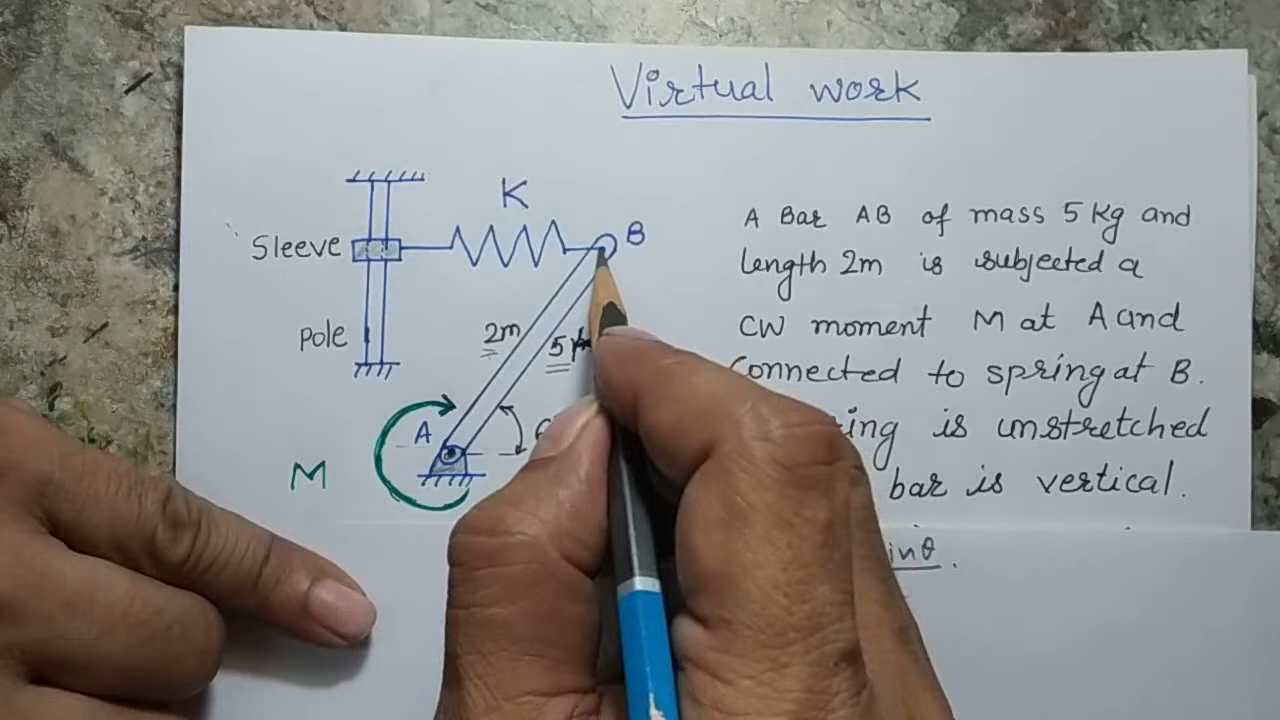 Virtual work
K
Sleeve
B
pole
2m
5
A
M
A Bar AB of mass 5 Kg and
length 2m is subjected a
CW moment M at A and
Connected to spring at B.
is unstretched
bar is vertical.